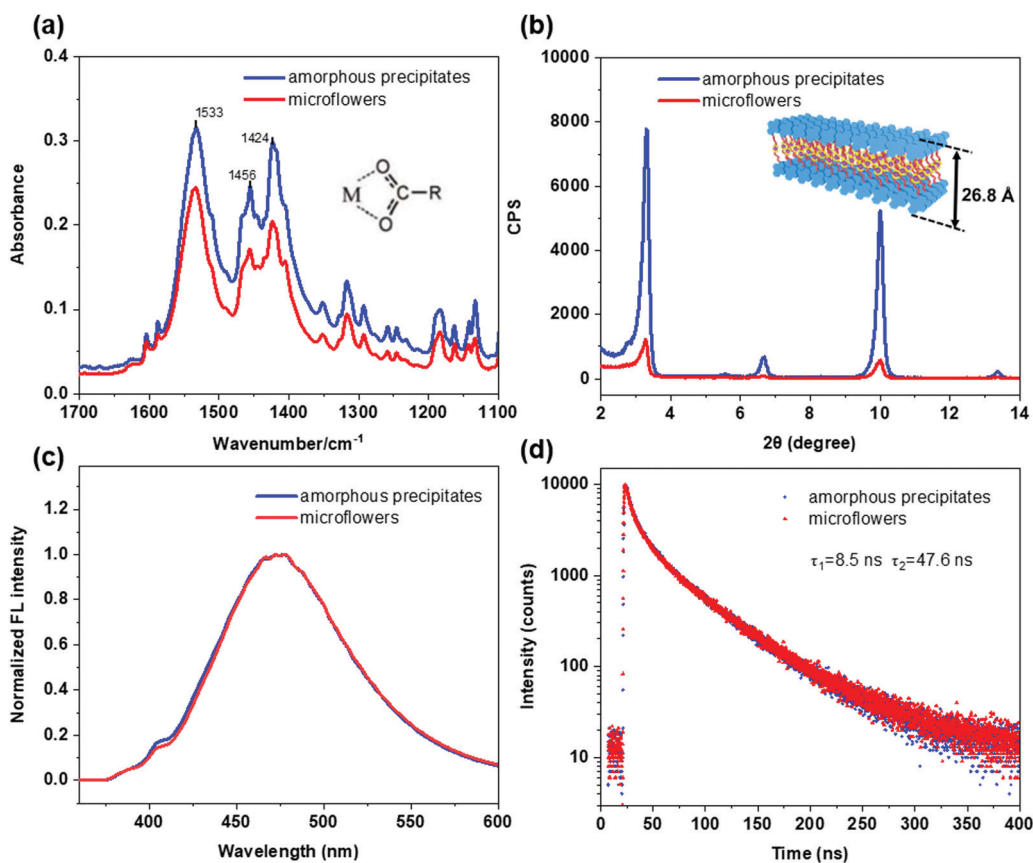 (a)
0.4
0.3
0.2
0.1
0.0
Absorbance
amorphous precipitates
microflowers
1533
1456
1424
M
O
C
R
O
1700
1600
1500
1400
1300
1200
1100
Wavenumber/cm-1
(b)
10000
8000
6000
4000
2000
0
CPS
amorphous precipitates
microflowers
26.8 Å
2
4
6
8
10
12
14
2θ (degree)
(c)
1.2
1.0
0.8
0.6
0.4
0.2
0.0
Normalized FL intensity
amorphous precipitates
microflowers
400
450
500
550
600
Wavelength (nm)
(d)
10000
1000
100
10
Intensity (counts)
amorphous precipitates
microflowers
τ1=8.5 ns τ2=47.6 ns
0
50
100
150
200
250
300
350
400
Time (ns)